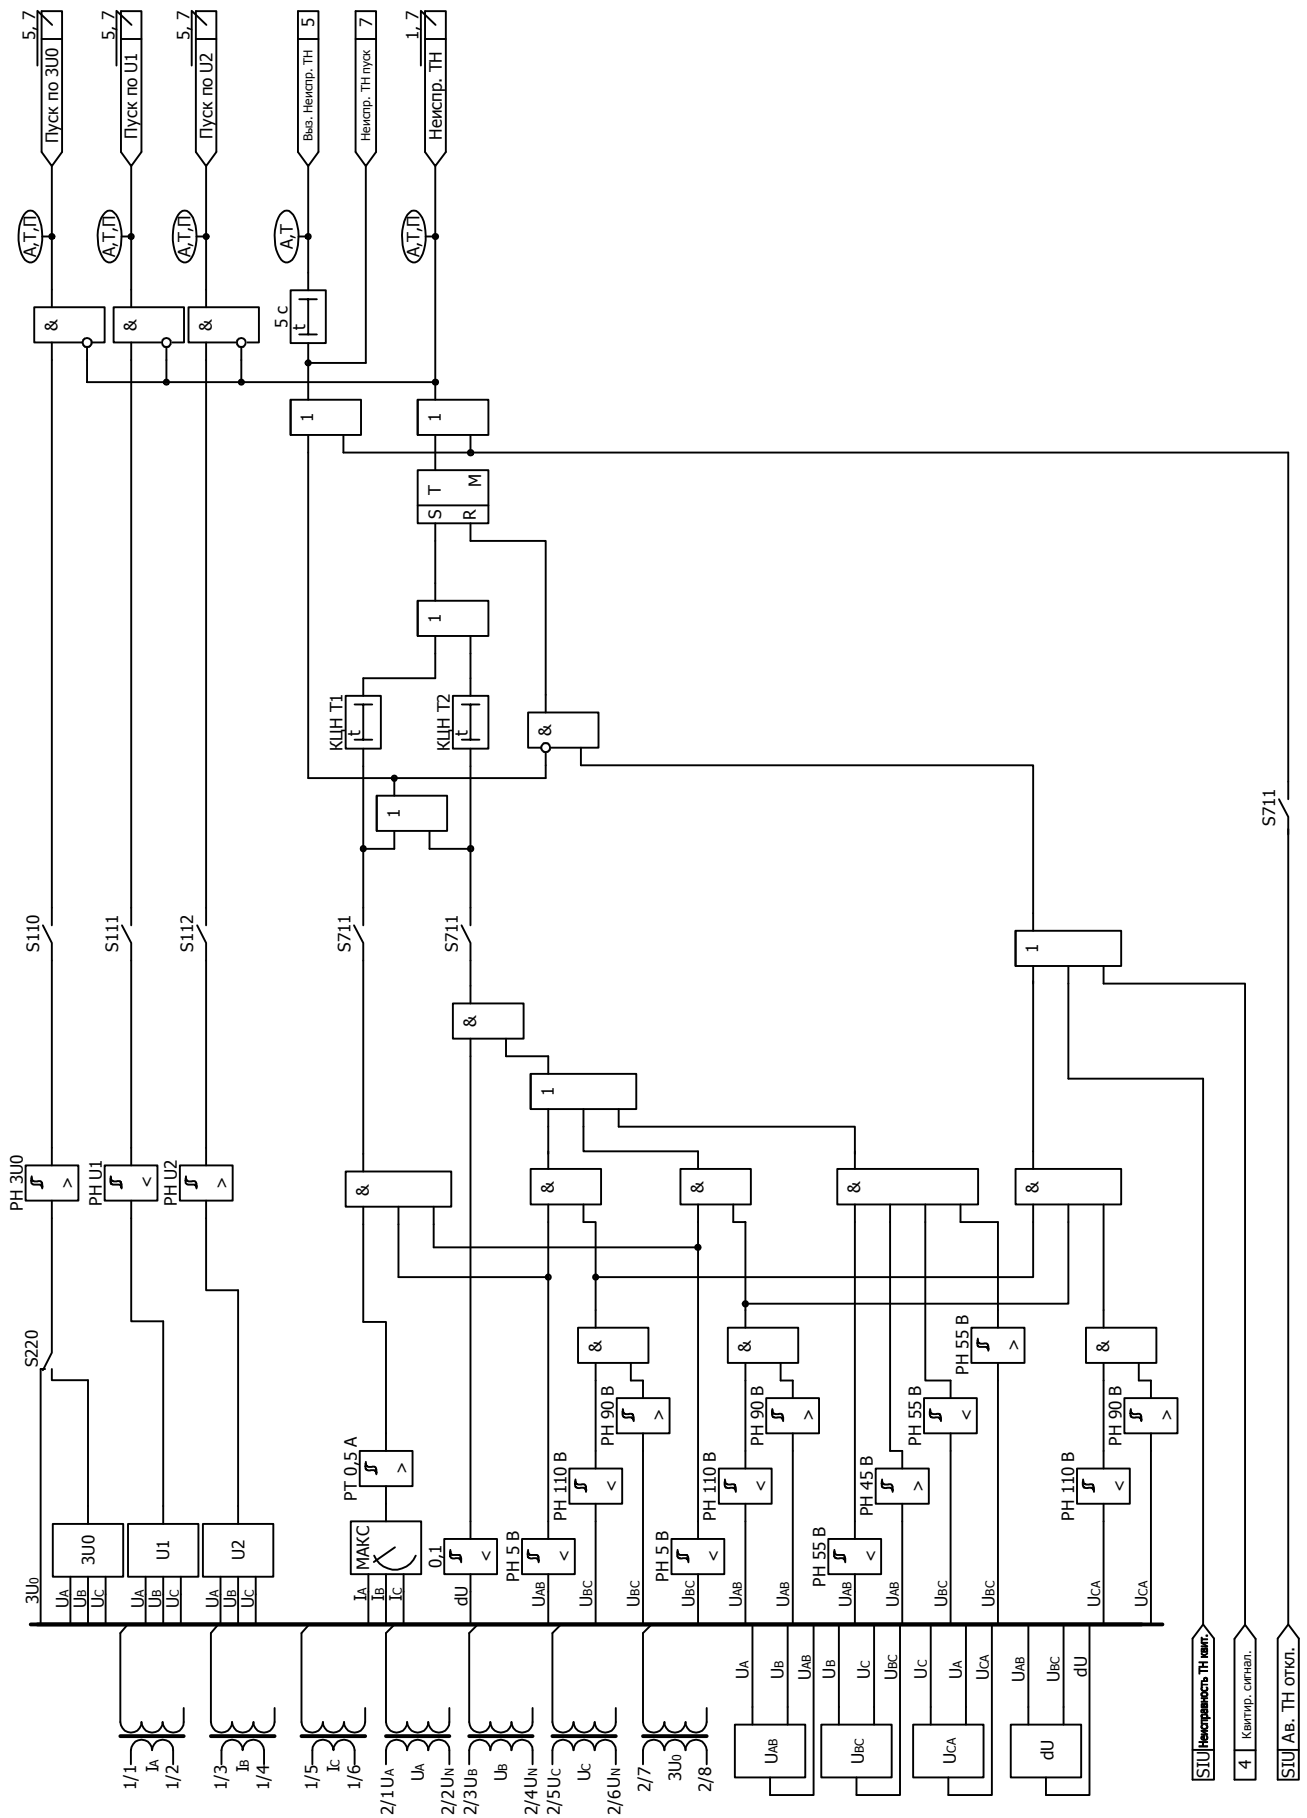 5, 7
Пуск по 3U0
5, 7
Пуск по U1
5, 7
Пуск по U2
5
Выз. Неиспр. ТН
7
Неиспр. ТН пуск
1, 7
Неиспр. ТН
А,Т,П
А,Т,П
А,Т,П
А,Т
А,Т,П
&
&
&
5 с
t
1
1
S
T
R
M
1
КЦН Т1
t
КЦН Т2
t
&
1
S711
S110
S111
S112
S711
S711
1
&
1
РН 3U0
>
РН U1
<
РН U2
>
&
&
&
&
&
S220
&
&
РН 55 В
>
&
РТ 0,5 А
>
РН 90 В
>
РН 90 В
>
РН 55 В
<
РН 90 В
>
РН 110 В
<
РН 110 В
<
РН 45 В
>
РН 110 В
<
3U0
U1
U2
МАКС
0,1
<
РН 5 В
<
РН 5 В
<
РН 55 В
<
3U0
UA
UB
UC
UA
UB
UC
UA
UB
UC
IA
IB
IC
dU
UAB
UBC
UBC
UBC
UAB
UAB
UAB
UAB
UBC
UBC
UCA
UCA
1/1
IA
1/2
1/3
IB
1/4
1/5
IC
1/6
2/1UA
UA
2/2UN
2/3UB
UB
2/4UN
2/5UC
UC
2/6UN
2/7
3U0
2/8
UA
UB
UAB
UAB
UB
UC
UBC
UBC
UC
UA
UCA
UCA
UAB
UBC
dU
dU
SIU
Неисправность ТН квит.
4
Квитир. сигнал.
SIU
Ав. ТН откл.